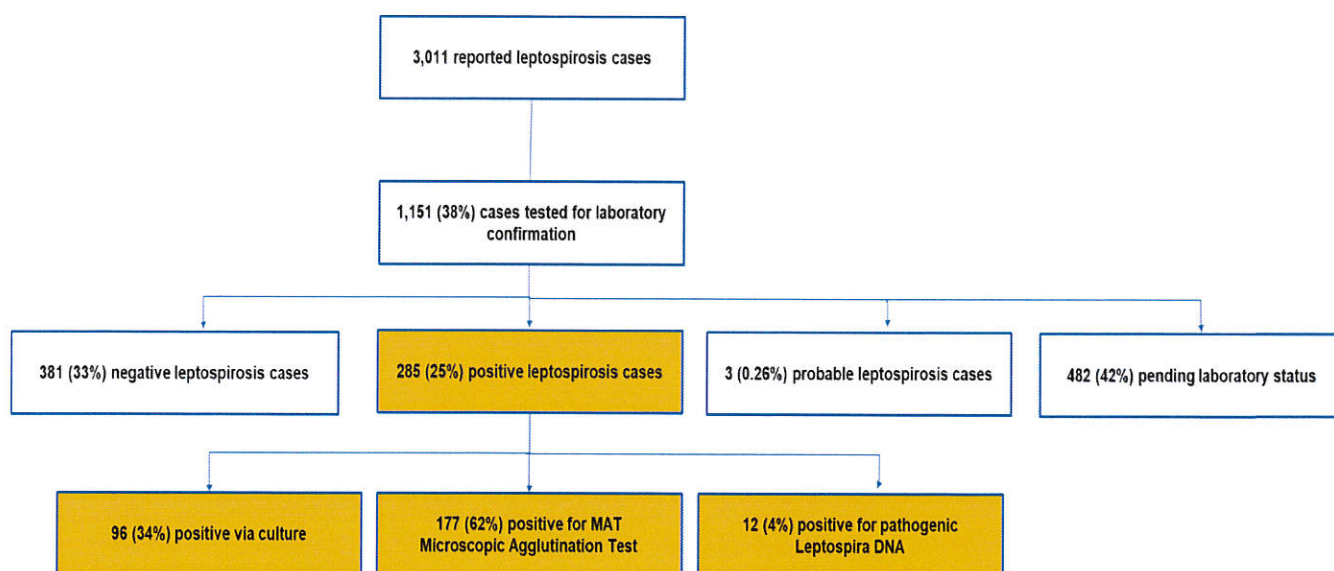 3,011 reported leptospirosis cases
1,151 (38%) cases tested for laboratory
confirmation
381 (33%) negative leptospirosis cases
285 (25%) positive leptospirosis cases
3 (0.26%) probable leptospirosis cases
482 (42%) pending laboratory status
96 (34%) positive via culture
177 (62%) positive for MAT
Microscopic Agglutination Test
12 (4%) positive for pathogenic
Leptospira DNA